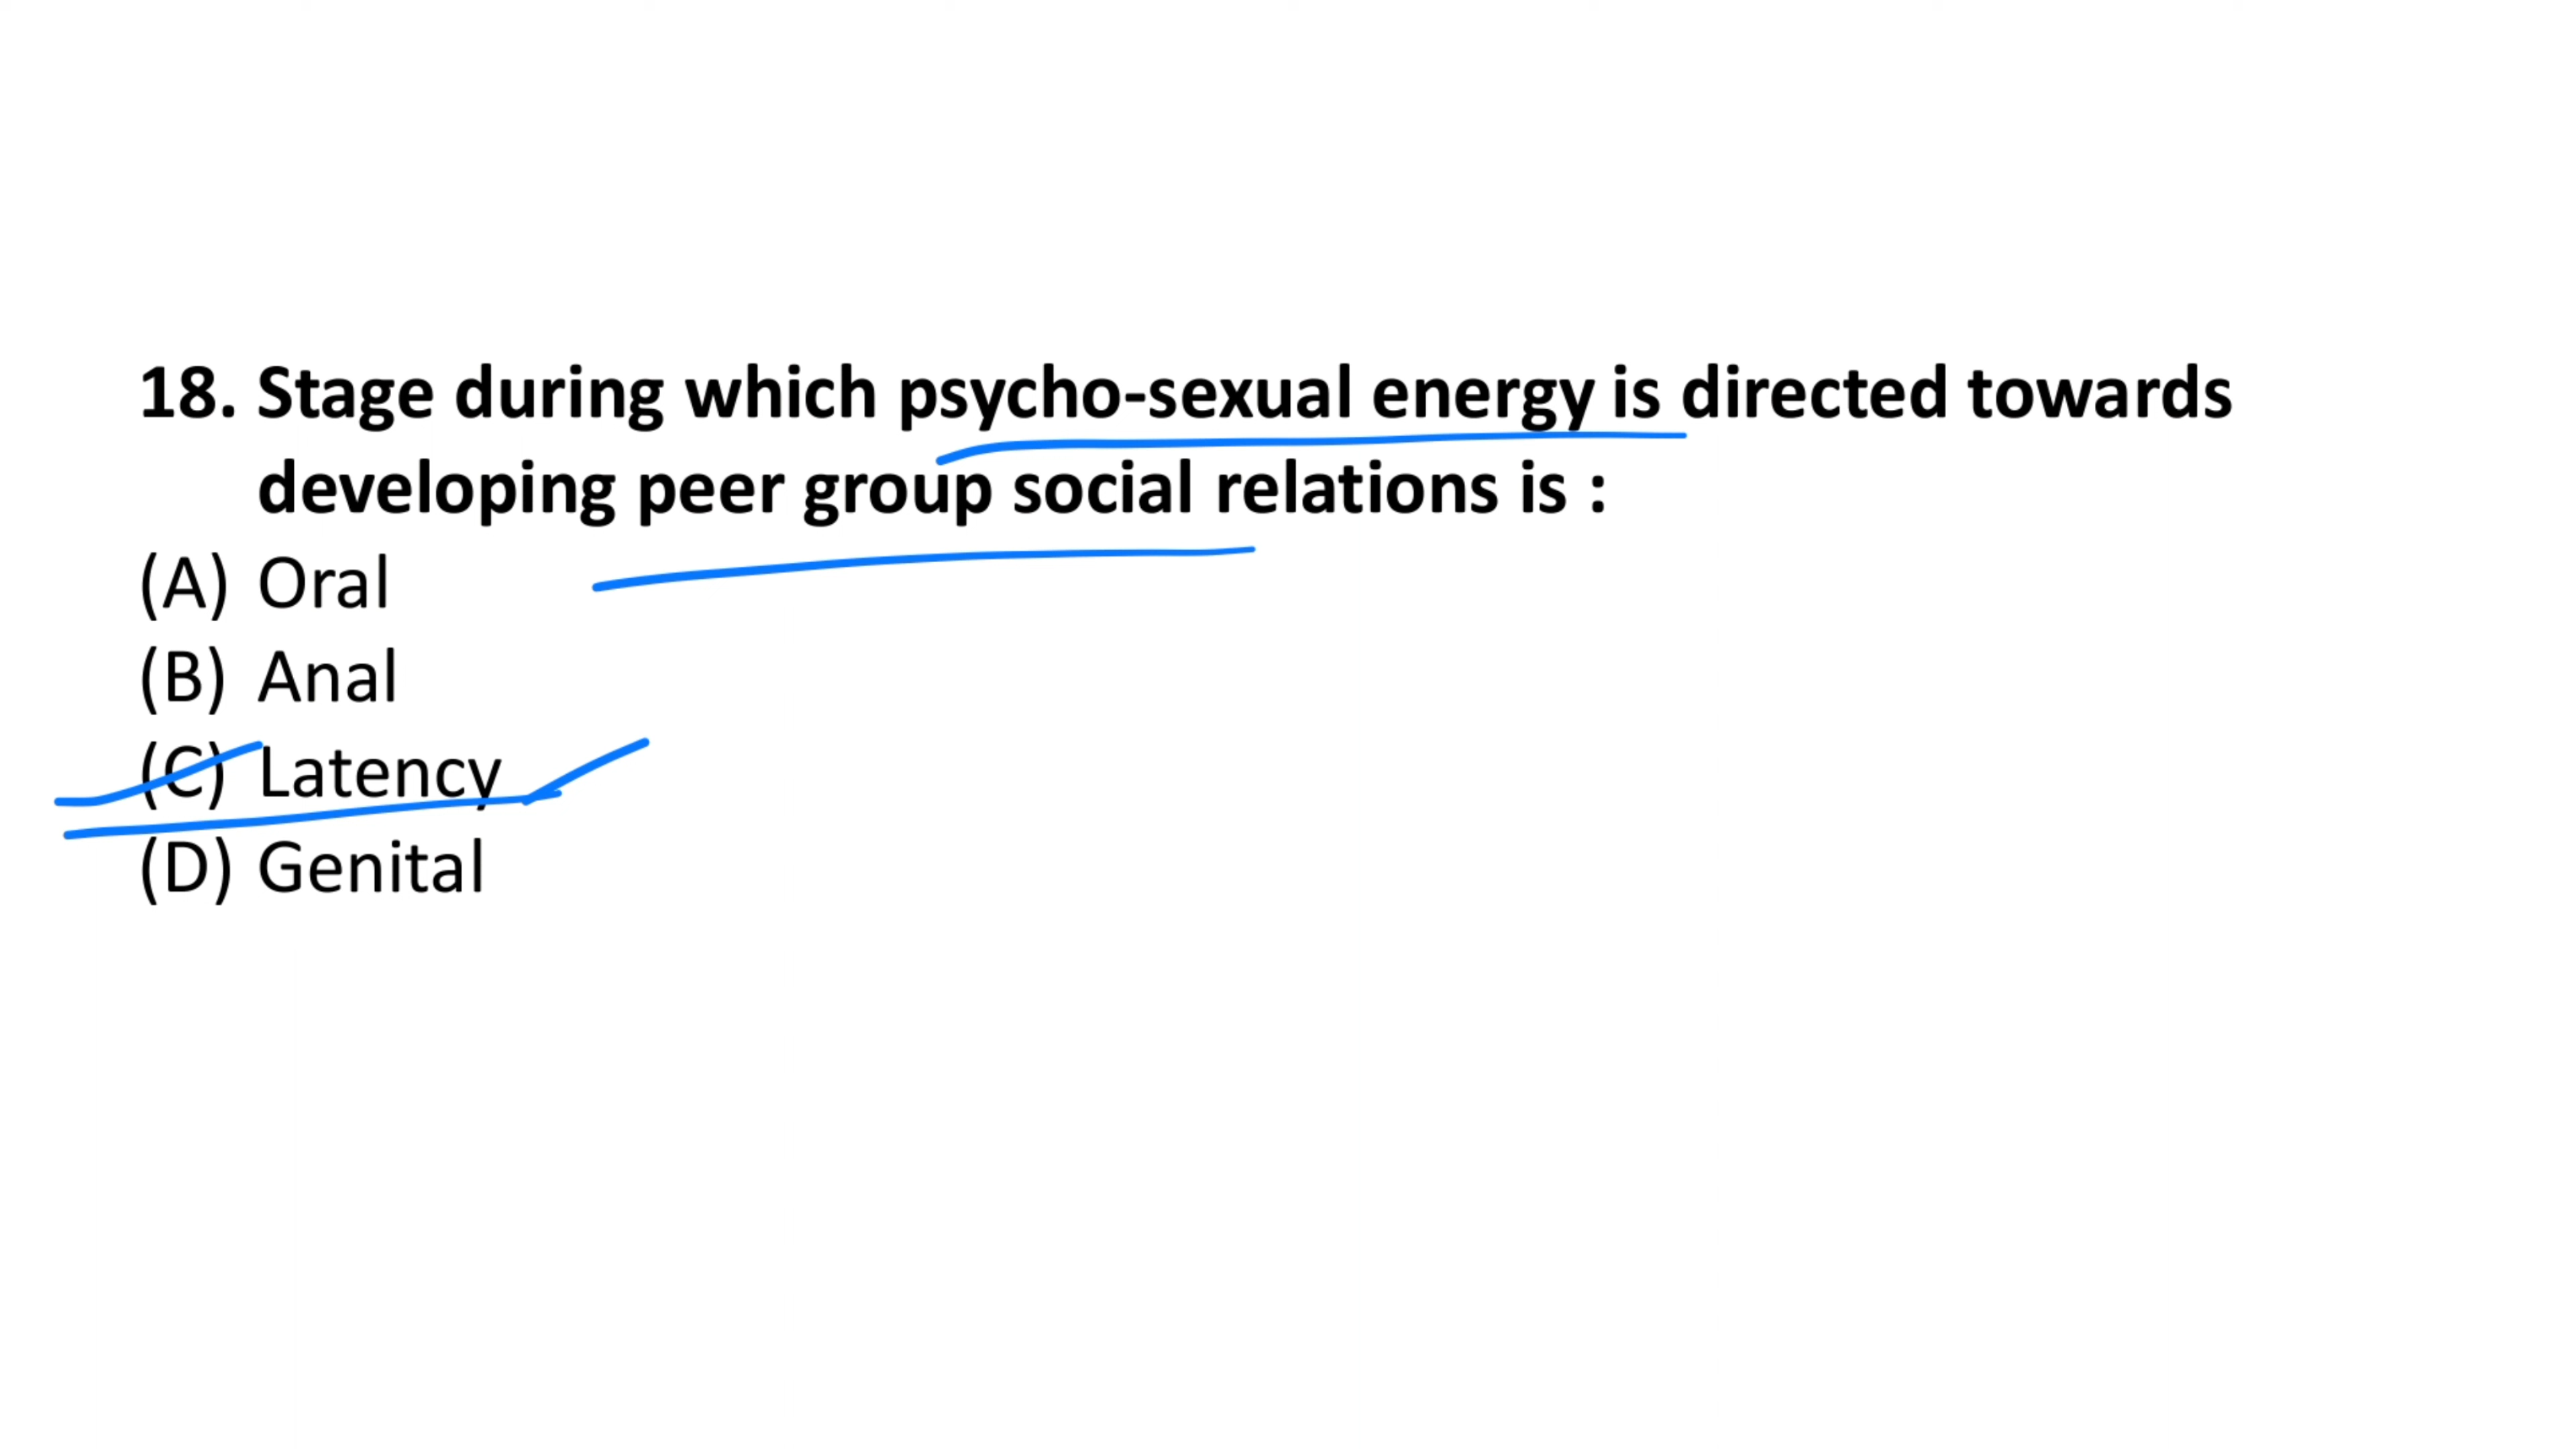 18. Stage during which psycho-sexual energy is directed towards
developing peer group social relations is :
(A) Oral
(B) Anal
(C) Latency
(D) Genital